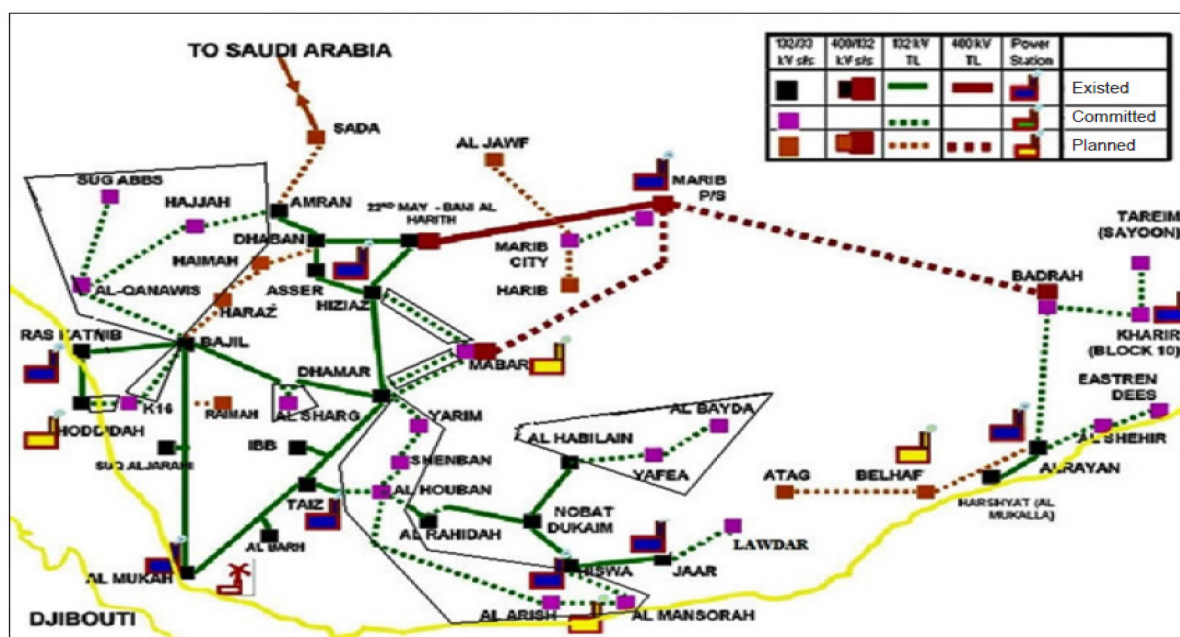 TO SAUDI ARABIA
132/33
kV s/s
400/132
kV s/s
132 kV
TL
400 kV
TL
Power
Station
Existed
Committed
Planned
SADA
AL JAWF
MARIB
P/S
SUG ABBS
HAJJAH
AMRAN
22ND MAY - BANI AL
HARITH
TAREIM
(SAYOON)
DHABAN
MARIB
CITY
HAIMAH
BADRAH
AL-QANAWIS
ASSER
HIZIAZ
HARIB
HARAZ
KHARIR
(BLOCK 10)
RAS KATNIB
BAJIL
MABAR
DHAMAR
EASTREN
DEES
K16
RAIMAH
AL SHARG
YARIM
AL BAYDA
HODDIDAH
AL HABILAIN
AL SHEHIR
SUQ ALJARAHI
IBB
SHENBAN
YAFEA
ATAG
BELHAF
ALRAYAN
TAIZ
AL HOUBAN
HARSHYAT (AL
MUKALLA)
AL RAHIDAH
NOBAT
DUKAIM
AL BARH
LAWDAR
AL MUKAH
HISWA
JAAR
DJIBOUTI
AL ARISH
AL MANSORAH